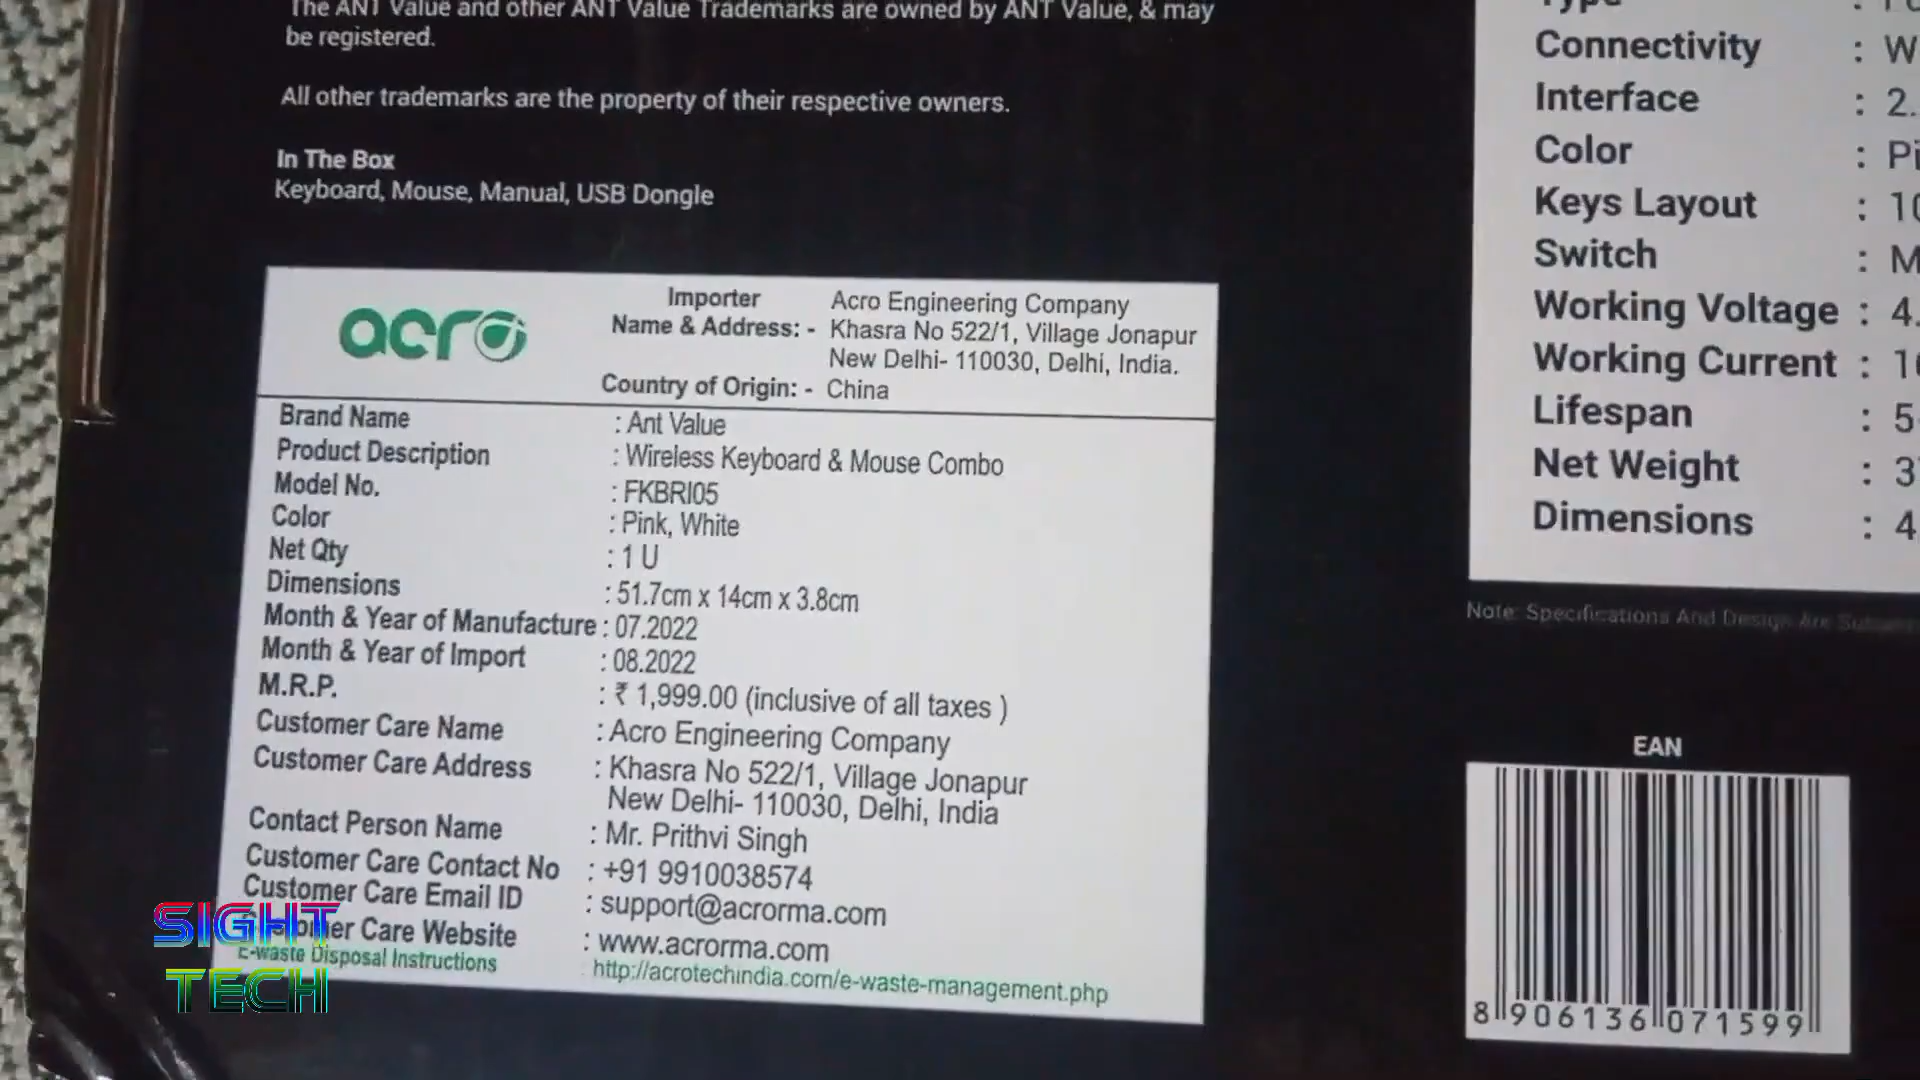 The ANT Value and other ANT Value Trademarks are owned by ANT Value, & may
be registered.
All other trademarks are the property of their respective owners.
In The Box
Keyboard, Mouse, Manual, USB Dongle
acro
Importer
Name & Address: - Acro Engineering Company
Khasra No 522/1, Village Jonapur
New Delhi- 110030, Delhi, India.
Country of Origin: - China
Brand Name : Ant Value
Product Description : Wireless Keyboard & Mouse Combo
Model No. : FKBRI05
Color : Pink, White
Net Qty : 1 U
Dimensions : 51.7cm x 14cm x 3.8cm
Month & Year of Manufacture : 07.2022
Month & Year of Import : 08.2022
M.R.P. : ₹ 1,999.00 (inclusive of all taxes )
Customer Care Name : Acro Engineering Company
Customer Care Address : Khasra No 522/1, Village Jonapur
New Delhi- 110030, Delhi, India
Contact Person Name : Mr. Prithvi Singh
Customer Care Contact No : +91 9910038574
Customer Care Email ID : support@acrorma.com
Customer Care Website : www.acrorma.com
E-waste Disposal Instructions : http://acrotechindia.com/e-waste-management.php
SIGHT
TECH
Type :
Connectivity : W
Interface : 2.
Color : Pi
Keys Layout : 10
Switch : M
Working Voltage : 4.
Working Current : 10
Lifespan : 5
Net Weight : 3
Dimensions : 4
Note: Specifications And Design Are
EAN
8 906136 071599